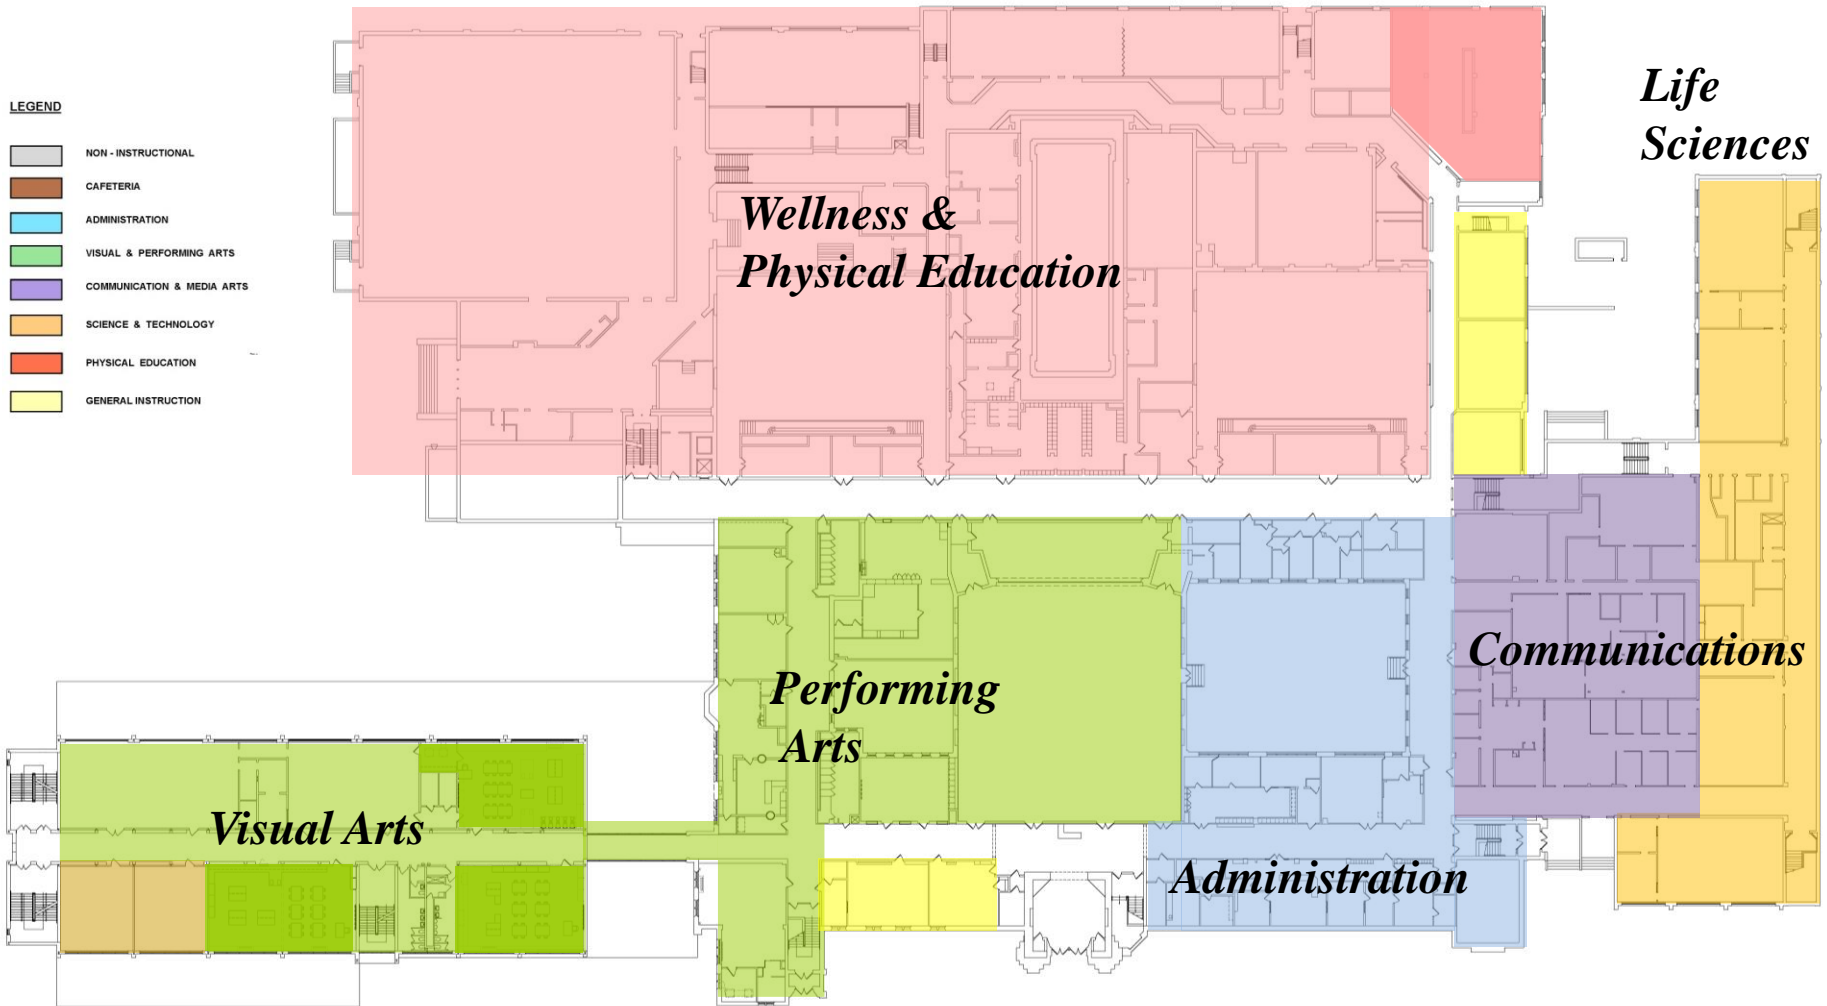 LEGEND
NON - INSTRUCTIONAL
CAFETERIA
ADMINISTRATION
VISUAL & PERFORMING ARTS
COMMUNICATION & MEDIA ARTS
SCIENCE & TECHNOLOGY
PHYSICAL EDUCATION
GENERAL INSTRUCTION
Life
Sciences
Wellness &
Physical Education
Communications
Performing
Arts
Visual Arts
Administration